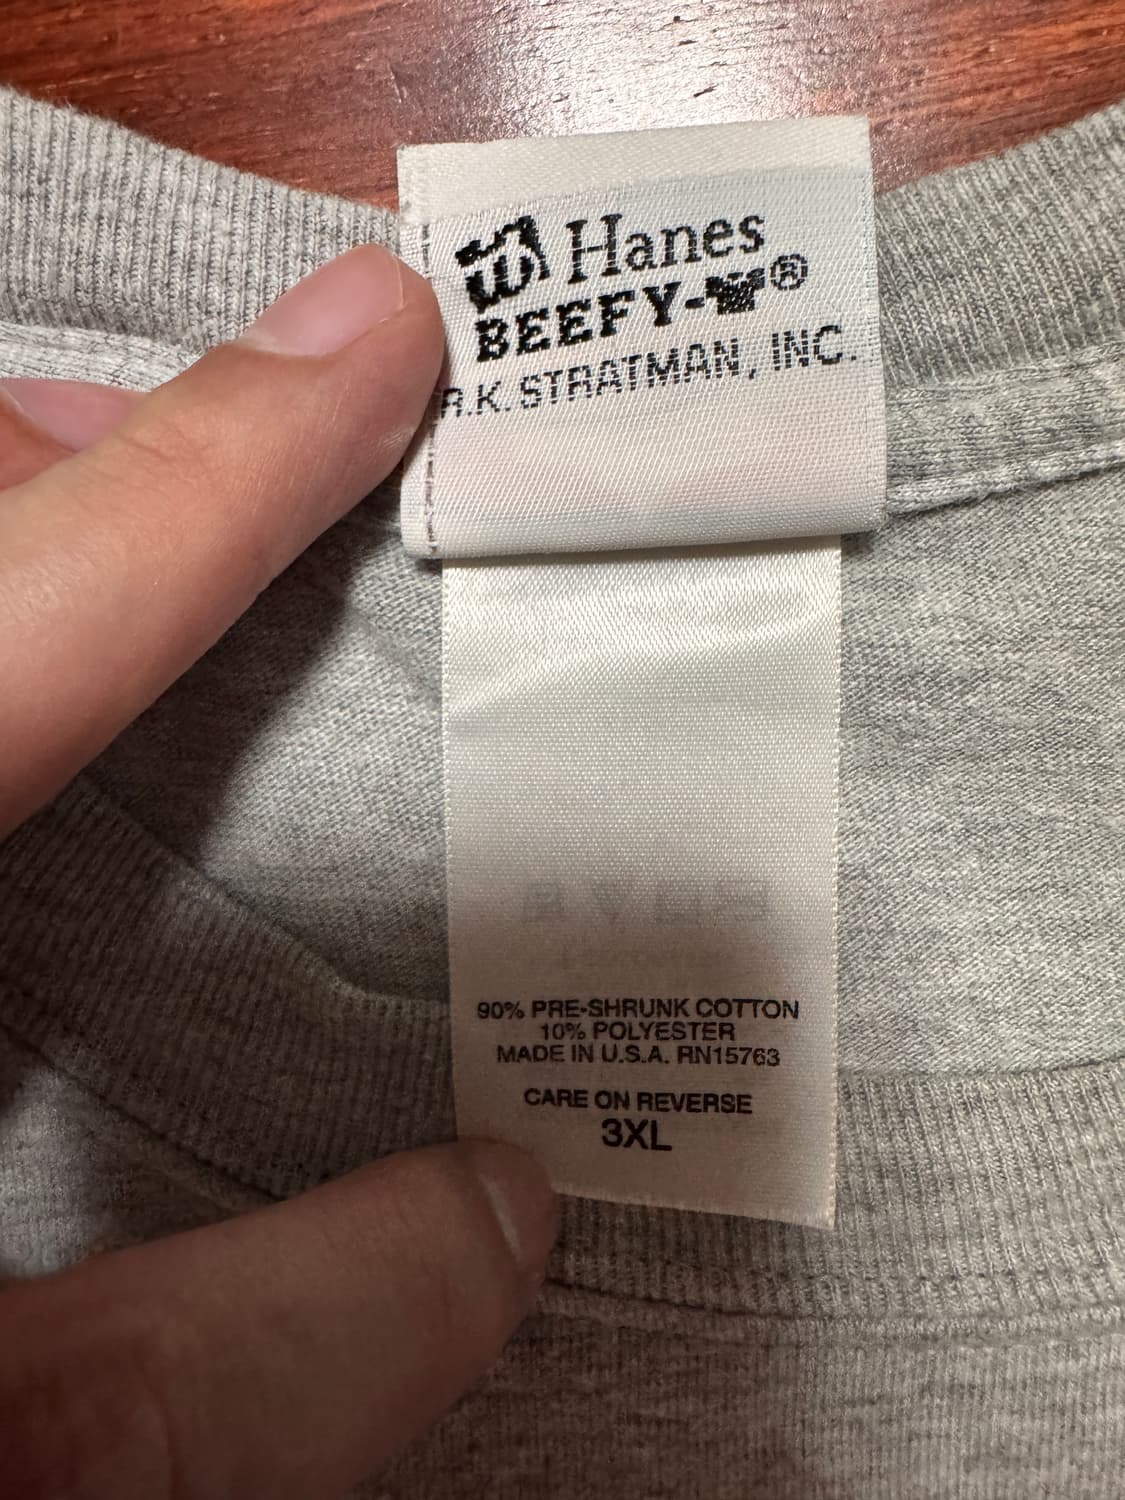 Hanes
BEEFY-®
R.K. STRATMAN, INC.
90% PRE-SHRUNK COTTON
10% POLYESTER
MADE IN U.S.A. RN15763
CARE ON REVERSE
3XL